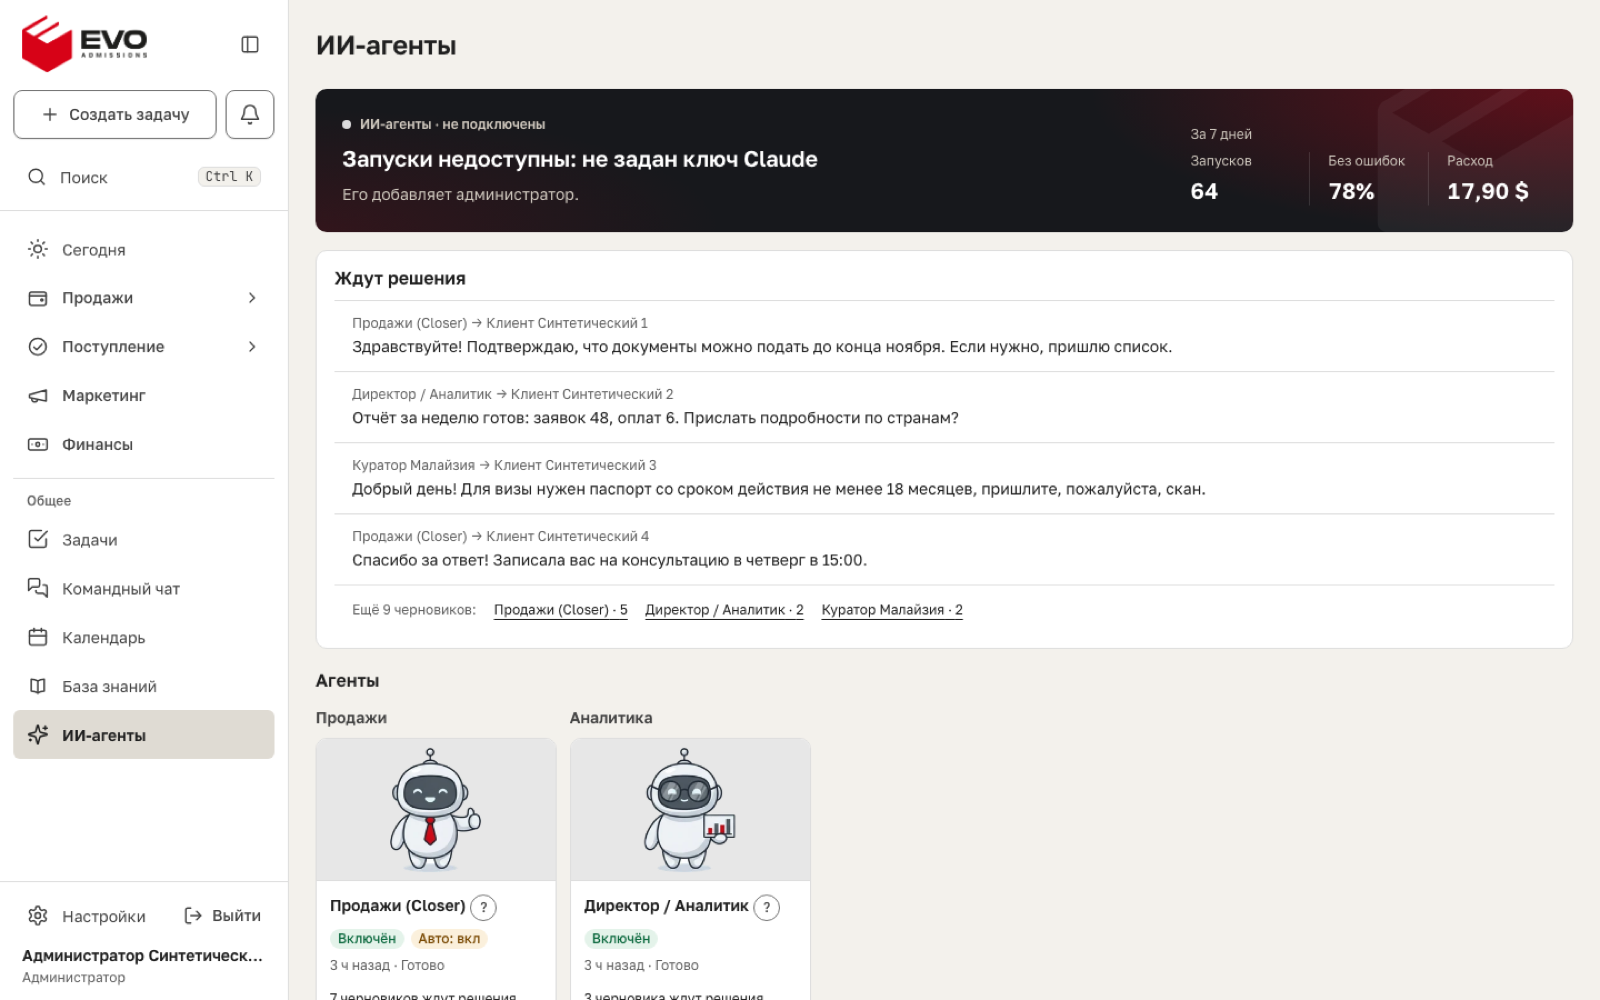 EVO
ADMISSIONS
Создать задачу
Поиск
Ctrl K
Сегодня
Продажи
Поступление
Маркетинг
Финансы
Общее
Задачи
Командный чат
Календарь
База знаний
ИИ-агенты
Настройки
Выйти
Администратор Синтетическ...
Администратор
ИИ-агенты
ИИ-агенты · не подключены
Запуски недоступны: не задан ключ Claude
Его добавляет администратор.
За 7 дней
Запусков
64
Без ошибок
78%
Расход
17,90 $
Ждут решения
Продажи (Closer) → Клиент Синтетический 1
Здравствуйте! Подтверждаю, что документы можно подать до конца ноября. Если нужно, пришлю список.
Директор / Аналитик → Клиент Синтетический 2
Отчёт за неделю готов: заявок 48, оплат 6. Прислать подробности по странам?
Куратор Малайзия → Клиент Синтетический 3
Добрый день! Для визы нужен паспорт со сроком действия не менее 18 месяцев, пришлите, пожалуйста, скан.
Продажи (Closer) → Клиент Синтетический 4
Спасибо за ответ! Записала вас на консультацию в четверг в 15:00.
Ещё 9 черновиков: Продажи (Closer) · 5 Директор / Аналитик · 2 Куратор Малайзия · 2
Агенты
Продажи
Продажи (Closer) ?
Включён Авто: вкл
3 ч назад · Готово
7 черновиков ждут решения
Аналитика
Директор / Аналитик ?
Включён
3 ч назад · Готово
3 черновика ждут решения